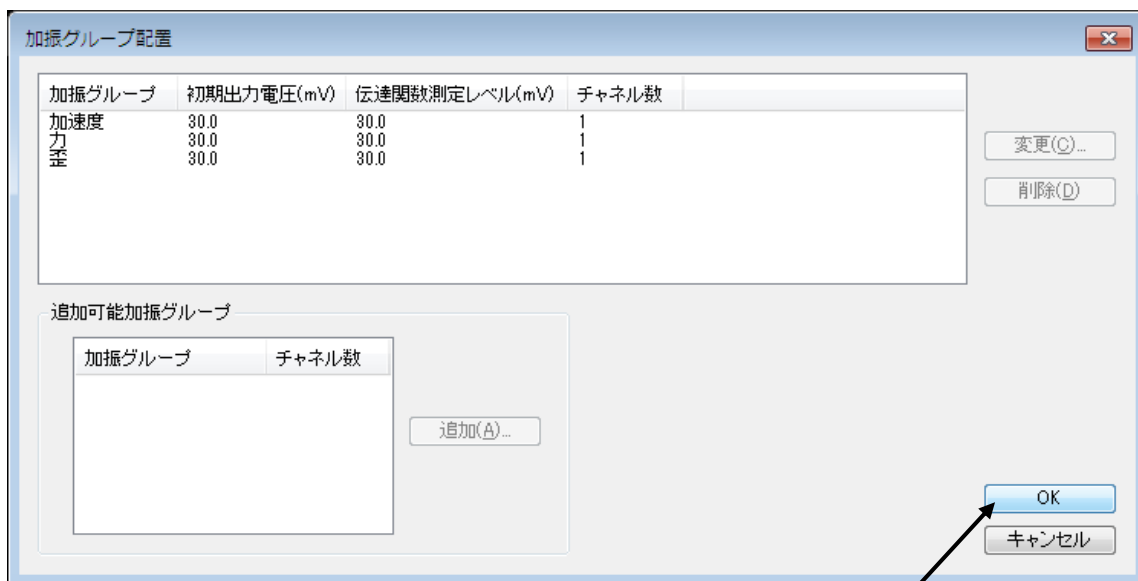 加振グループ配置
加振グループ 初期出力電圧(mV) 伝達関数測定レベル(mV) チャネル数
加速度 30.0 30.0 1
力 30.0 30.0 1
歪 30.0 30.0 1
変更(C)...
削除(D)
追加可能加振グループ
加振グループ チャネル数
追加(A)...
OK
キャンセル